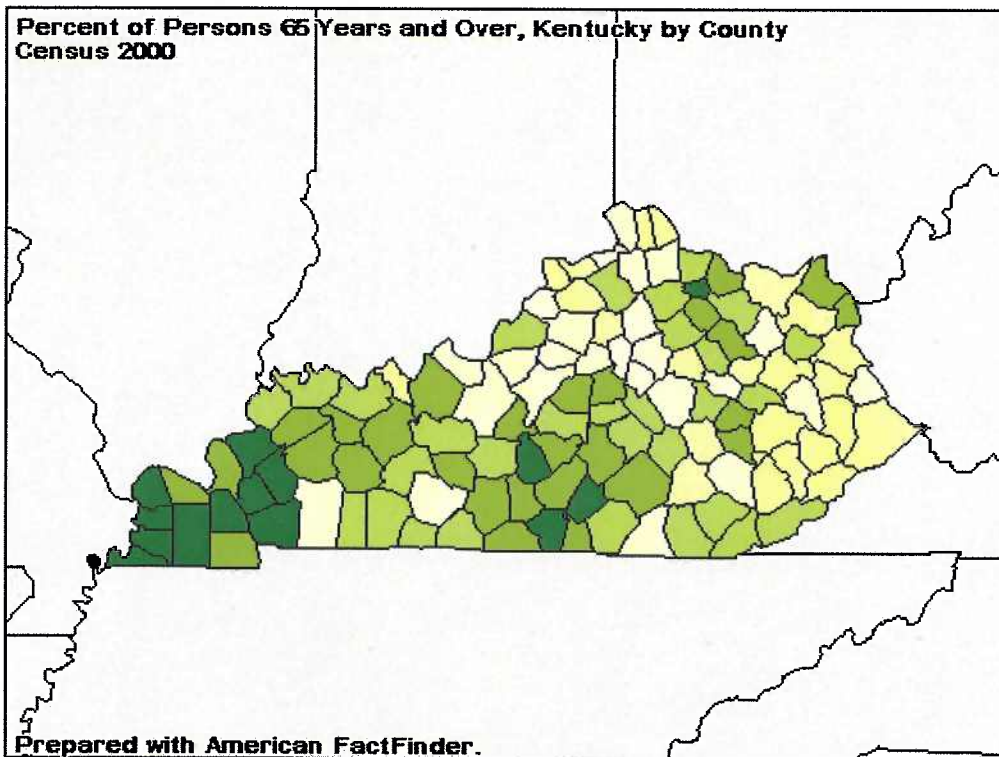 Percent of Persons 65 Years and Over, Kentucky by County
Census 2000
Prepared with American FactFinder.